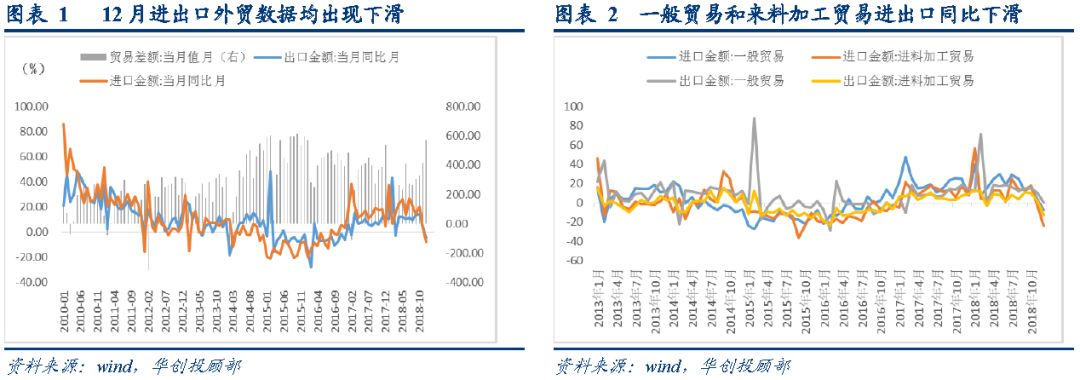 图表 1 12月进出口外贸数据均出现下滑
(%)
贸易差额:当月值 月（右）
出口金额:当月同比 月
进口金额:当月同比 月
100.00
80.00
60.00
40.00
20.00
0.00
-20.00
-40.00
800.00
600.00
400.00
200.00
0.00
-200.00
-400.00
2010-01
2010-06
2010-11
2011-04
2011-09
2012-02
2012-07
2012-12
2013-05
2013-10
2014-03
2014-08
2015-01
2015-06
2015-11
2016-04
2016-09
2017-02
2017-07
2017-12
2018-05
2018-10
资料来源：wind，华创投顾部
图表 2 一般贸易和来料加工贸易进出口同比下滑
进口金额:一般贸易
进口金额:进料加工贸易
出口金额:一般贸易
出口金额:进料加工贸易
100
80
60
40
20
0
-20
-40
-60
2013年1月
2013年4月
2013年7月
2013年10月
2014年1月
2014年4月
2014年7月
2014年10月
2015年1月
2015年4月
2015年7月
2015年10月
2016年1月
2016年4月
2016年7月
2016年10月
2017年1月
2017年4月
2017年7月
2017年10月
2018年1月
2018年4月
2018年7月
2018年10月
资料来源：wind，华创投顾部